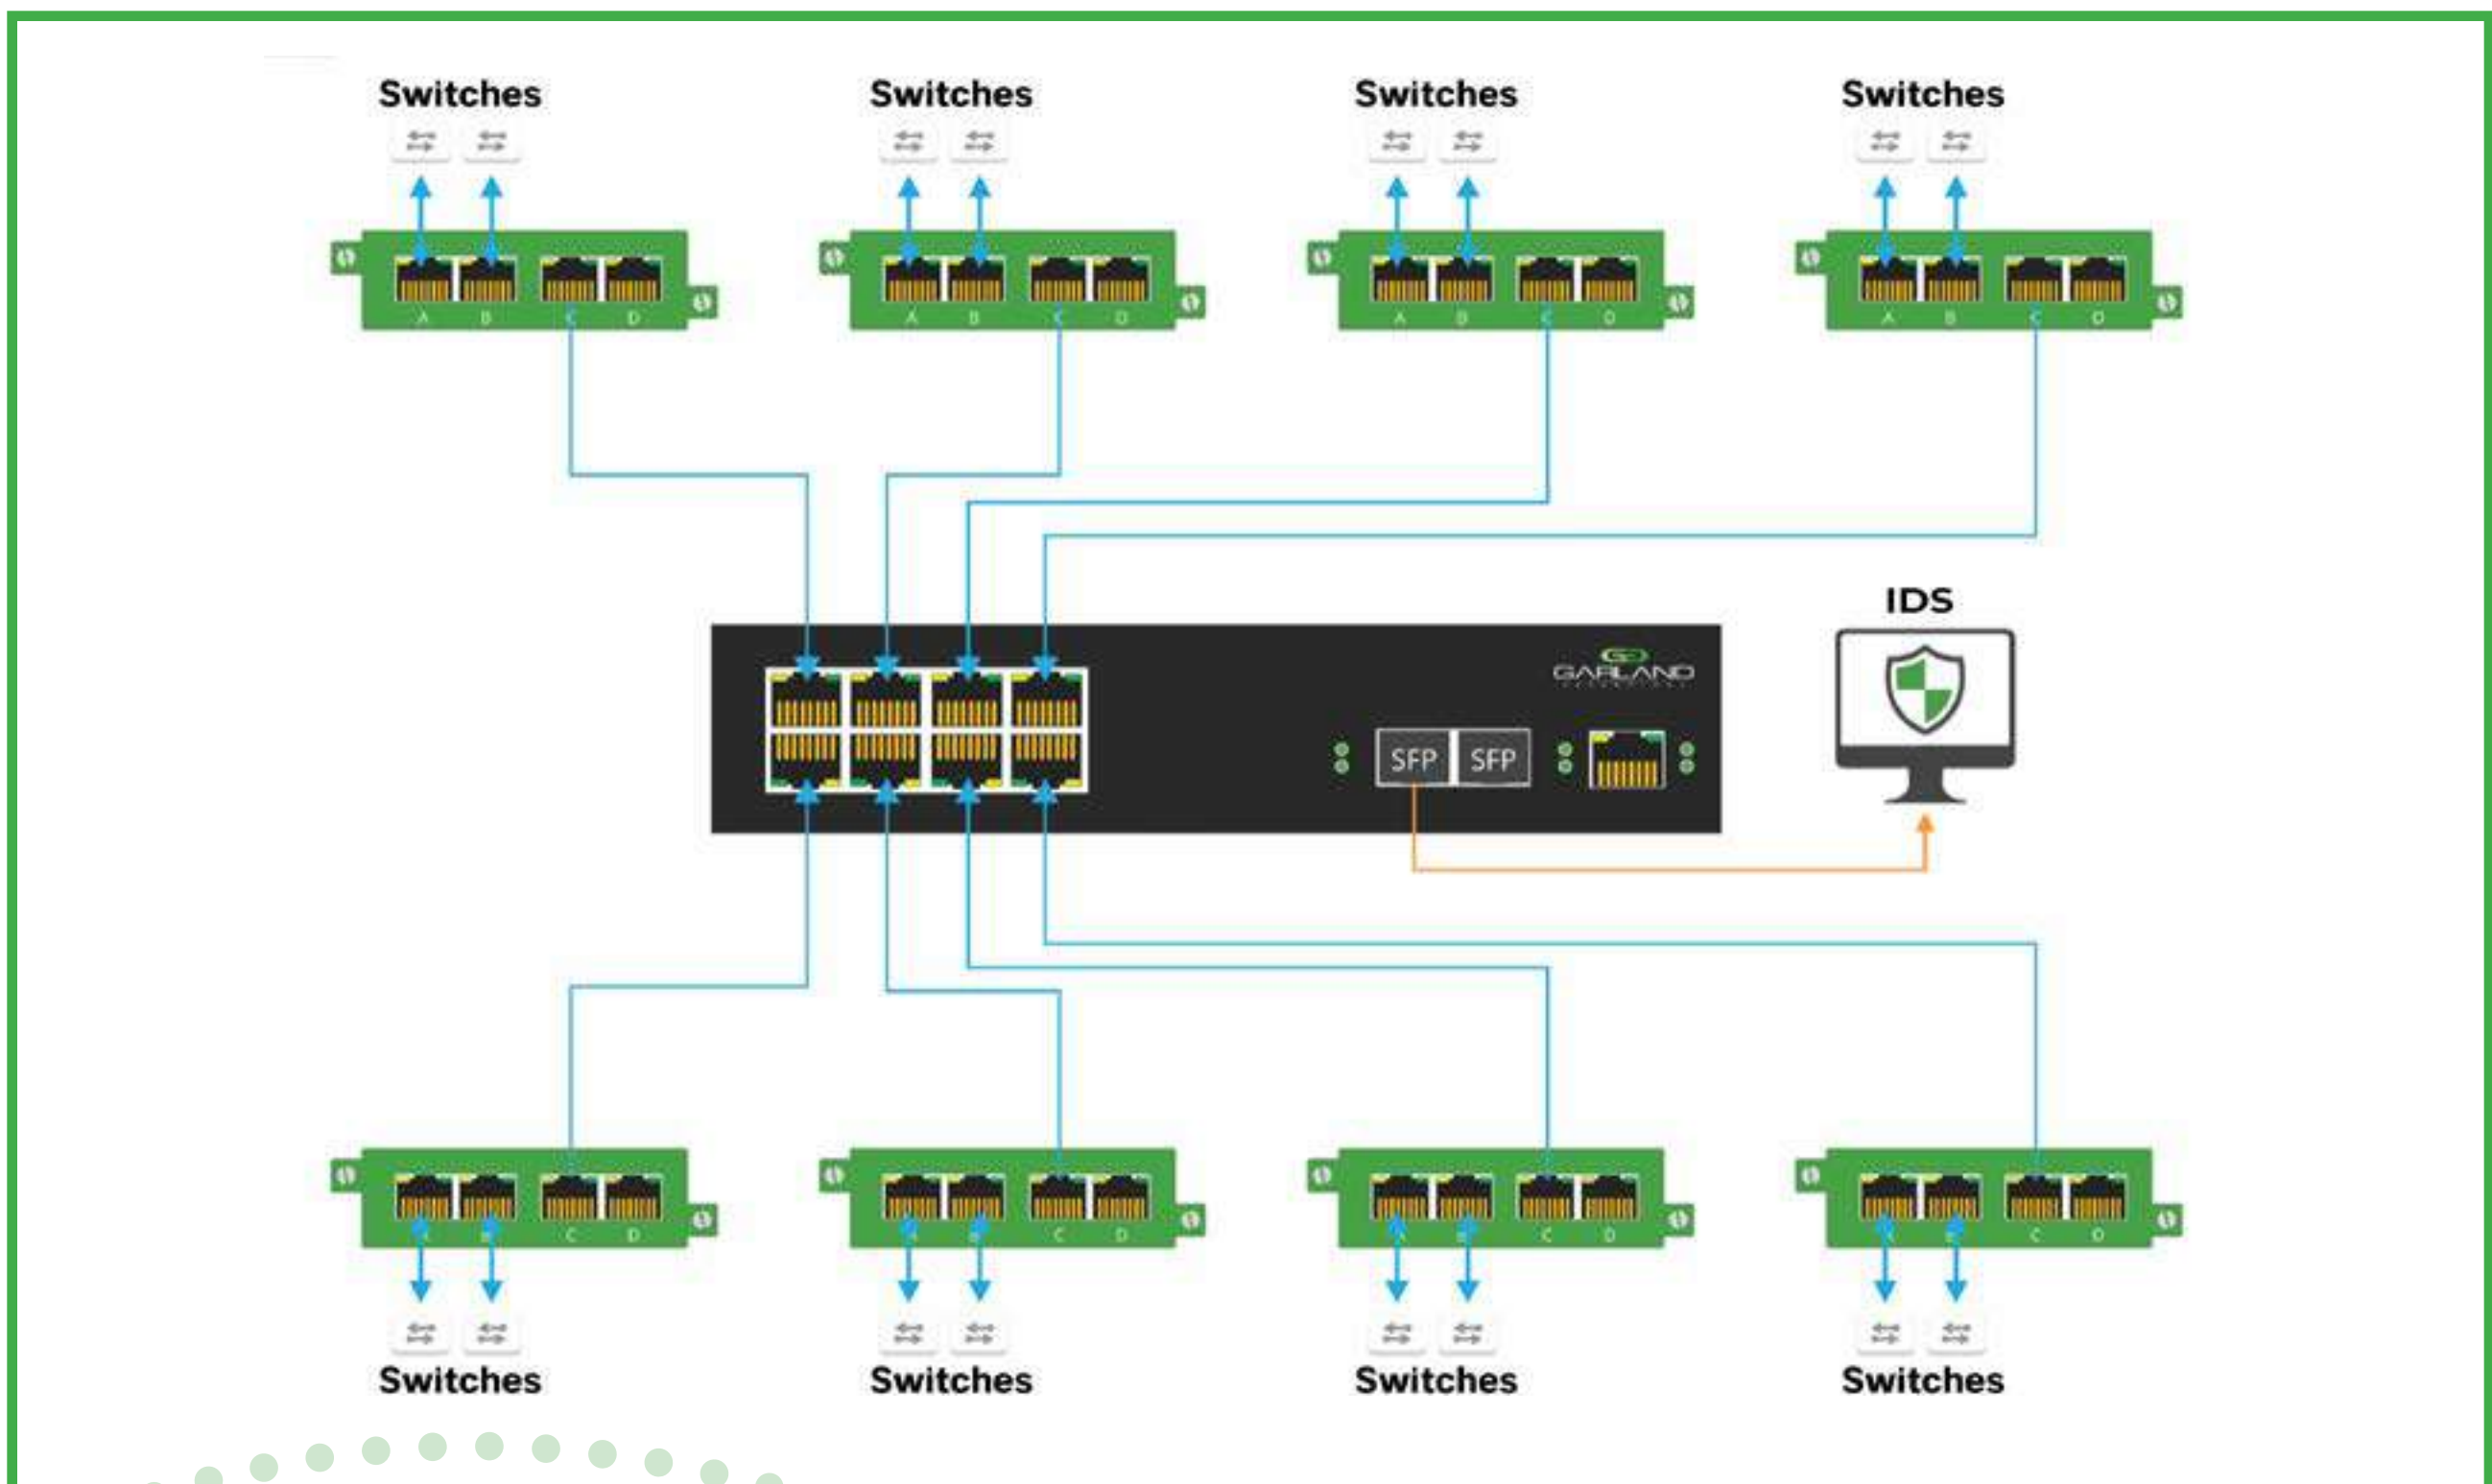 Switches Switches Switches Switches
A B C D A B C D A B C D A B C D
IDS
GARLAND
SFP SFP
B C D C D C D C D
Switches Switches Switches Switches